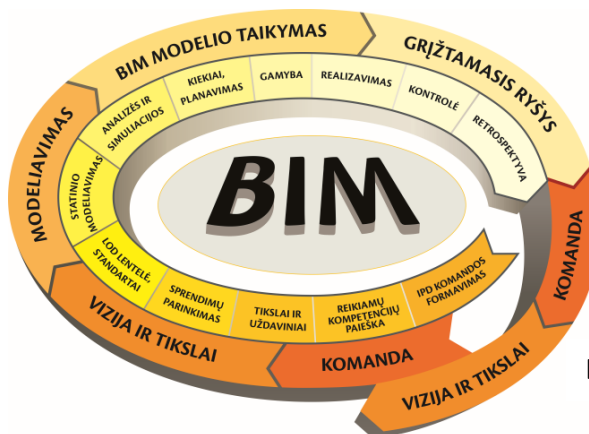 BIM MODELIO TAIKYMAS
GRĮŽTAMASIS RYŠYS
KOMANDA
VIZIJA IR TIKSLAI
KOMANDA
VIZIJA IR TIKSLAI
MODELIAVIMAS
ANALIZĖS IR
SIMULIACIJOS
KIEKIAI,
PLANAVIMAS
GAMYBA
REALIZAVIMAS
KONTROLĖ
RETROSPEKTYVA
STATINIO
MODELIAVIMAS
LOD LENTELĖ,
STANDARTAI
SPRENDIMŲ
PARINKIMAS
TIKSLAI IR
UŽDAVINIAI
REIKIAMŲ
KOMPETENCIJŲ
PAIEŠKA
IPD KOMANDOS
FORMAVIMAS
BIM